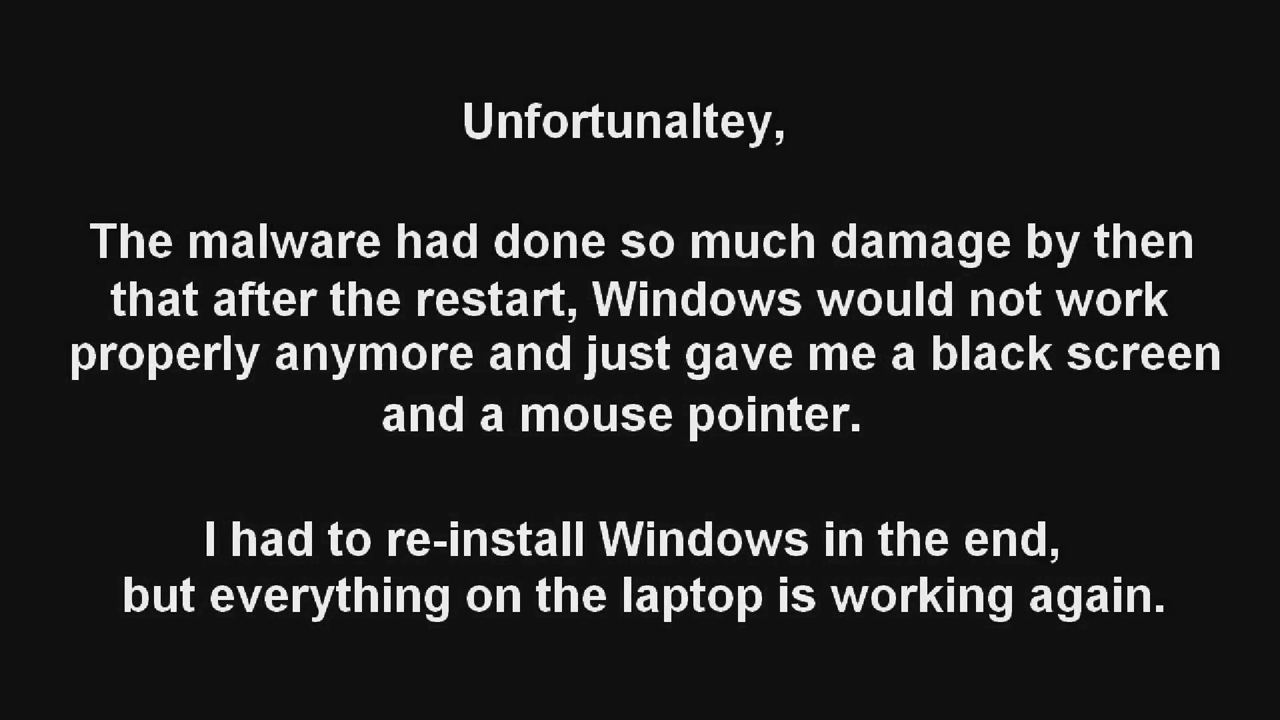 Unfortunaltey,
The malware had done so much damage by then
that after the restart, Windows would not work
properly anymore and just gave me a black screen
and a mouse pointer.
I had to re-install Windows in the end,
but everything on the laptop is working again.